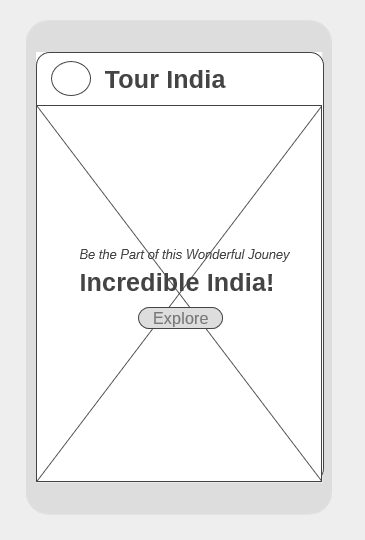 Tour India
Be the Part of this Wonderful Jouney
Incredible India!
Explore